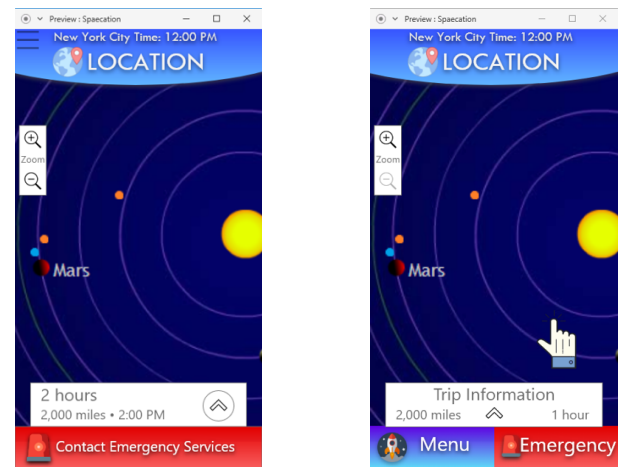 Preview : Spaecation
New York City Time: 12:00 PM
LOCATION
Zoom
Mars
2 hours
2,000 miles • 2:00 PM
Contact Emergency Services
Preview : Spaecation
New York City Time: 12:00 PM
LOCATION
Zoom
Mars
Trip Information
2,000 miles 1 hour
Menu Emergency